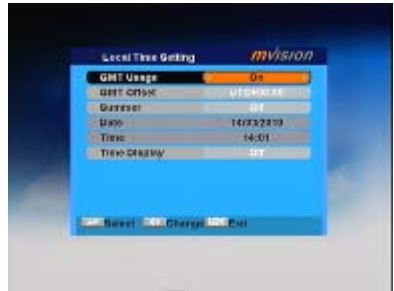 Local Time Setting mvision
GMT Usage On
GMT Offset
Summer
Date 14/03/2010
Time 14:01
Time Display
Select Change Exit